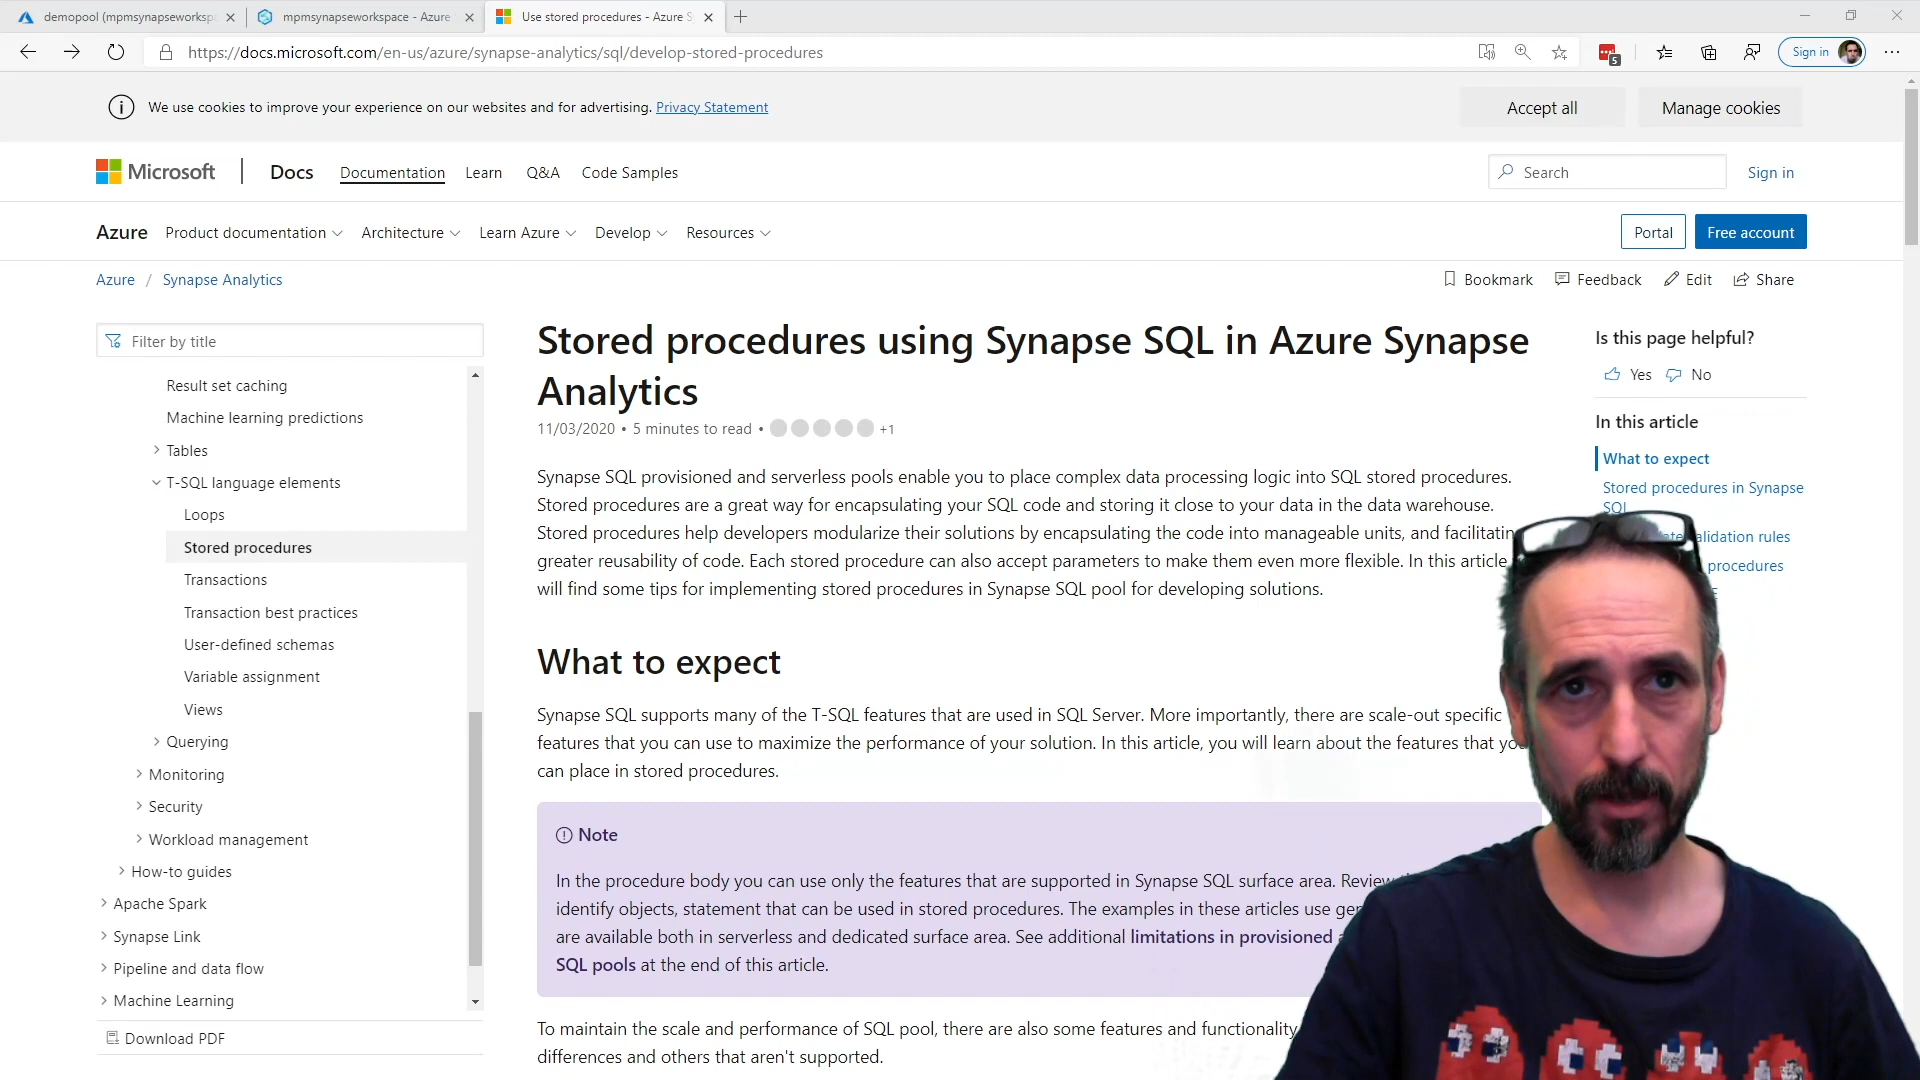 demopool (mpmsynapseworksp
mpmsynapseworkspace - Azure
Use stored procedures - Azure S
https://docs.microsoft.com/en-us/azure/synapse-analytics/sql/develop-stored-procedures
5
Sign in
We use cookies to improve your experience on our websites and for advertising. Privacy Statement
Accept all
Manage cookies
Microsoft
Docs
Documentation
Learn
Q&A
Code Samples
Search
Sign in
Azure
Product documentation
Architecture
Learn Azure
Develop
Resources
Portal
Free account
Azure / Synapse Analytics
Bookmark
Feedback
Edit
Share
Filter by title
Result set caching
Machine learning predictions
Tables
T-SQL language elements
Loops
Stored procedures
Transactions
Transaction best practices
User-defined schemas
Variable assignment
Views
Querying
Monitoring
Security
Workload management
How-to guides
Apache Spark
Synapse Link
Pipeline and data flow
Machine Learning
Download PDF
Stored procedures using Synapse SQL in Azure Synapse
Analytics
11/03/2020 • 5 minutes to read • +1
Synapse SQL provisioned and serverless pools enable you to place complex data processing logic into SQL stored procedures.
Stored procedures are a great way for encapsulating your SQL code and storing it close to your data in the data warehouse.
Stored procedures help developers modularize their solutions by encapsulating the code into manageable units, and facilitatin
greater reusability of code. Each stored procedure can also accept parameters to make them even more flexible. In this article
will find some tips for implementing stored procedures in Synapse SQL pool for developing solutions.
What to expect
Synapse SQL supports many of the T-SQL features that are used in SQL Server. More importantly, there are scale-out specific
features that you can use to maximize the performance of your solution. In this article, you will learn about the features that yo
can place in stored procedures.
Note
In the procedure body you can use only the features that are supported in Synapse SQL surface area. Review
identify objects, statement that can be used in stored procedures. The examples in these articles use ge
are available both in serverless and dedicated surface area. See additional limitations in provisioned
SQL pools at the end of this article.
To maintain the scale and performance of SQL pool, there are also some features and functionality
differences and others that aren't supported.
Is this page helpful?
Yes
No
In this article
What to expect
Stored procedures in Synapse
SQL
alidation rules
procedures